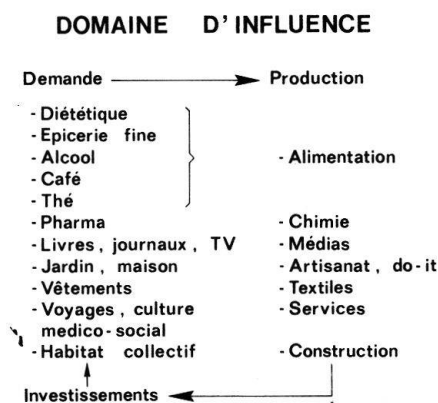 DOMAINE D'INFLUENCE
Demande Production
- Diététique
- Epicerie fine
- Alcool - Alimentation
- Café
- Thé
- Pharma - Chimie
- Livres, journaux, TV - Médias
- Jardin, maison - Artisanat, do-it
- Vêtements - Textiles
- Voyages, culture - Services
medico-social
- Habitat collectif - Construction
Investissements